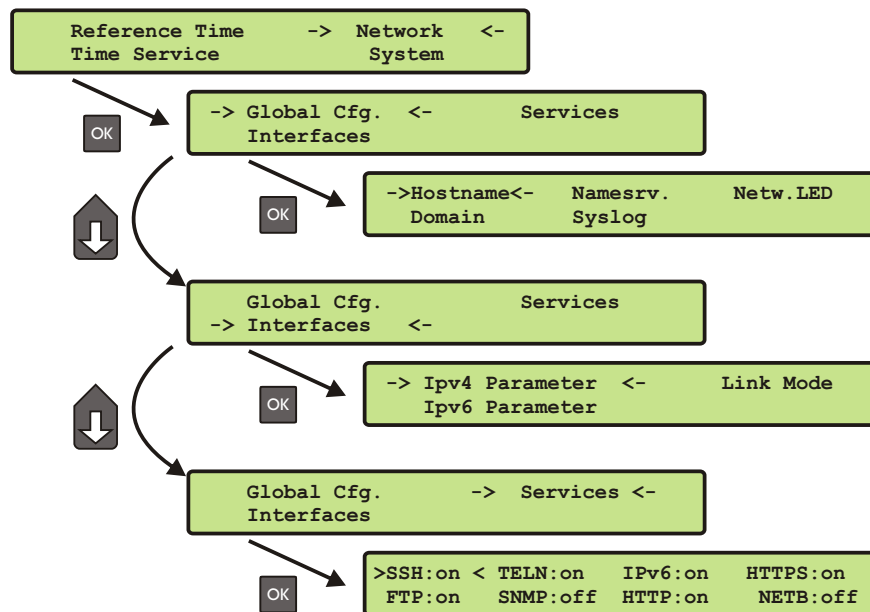 Reference Time -> Network <-
Time Service System
OK
-> Global Cfg. <- Services
Interfaces
OK
->Hostname<- Namesrv. Netw.LED
Domain Syslog
Global Cfg. Services
-> Interfaces <-
OK
-> Ipv4 Parameter <- Link Mode
Ipv6 Parameter
Global Cfg. -> Services <-
Interfaces
OK
>SSH:on < TELN:on IPv6:on HTTPS:on
FTP:on SNMP:off HTTP:on NETB:off